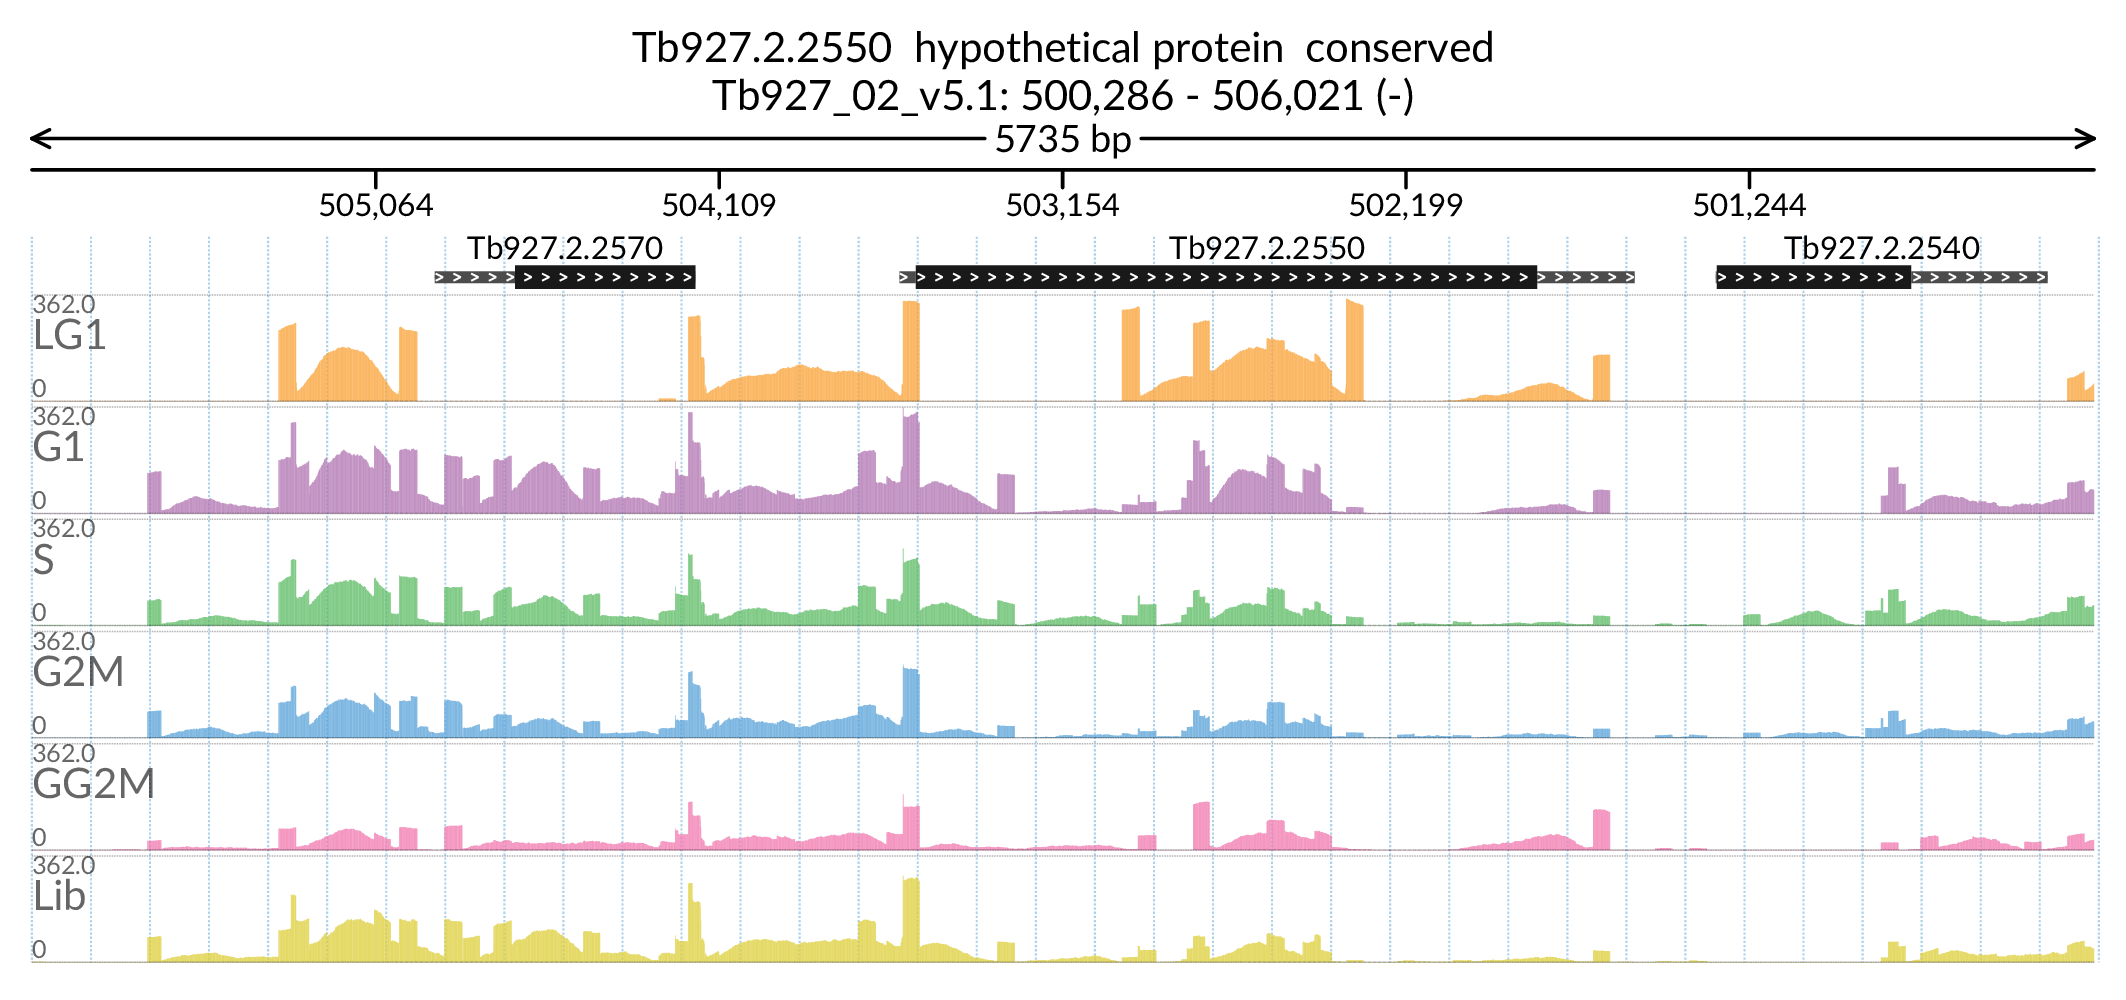 Tb927.2.2550  hypothetical protein  conserved
Tb927_02_v5.1: 500,286 - 506,021 (-)
5735 bp
505,064 504,109 503,154 502,199 501,244
Tb927.2.2570 Tb927.2.2550 Tb927.2.2540
362.0
LG1
0
362.0
G1
0
362.0
S
0
362.0
G2M
0
362.0
GG2M
0
362.0
Lib
0